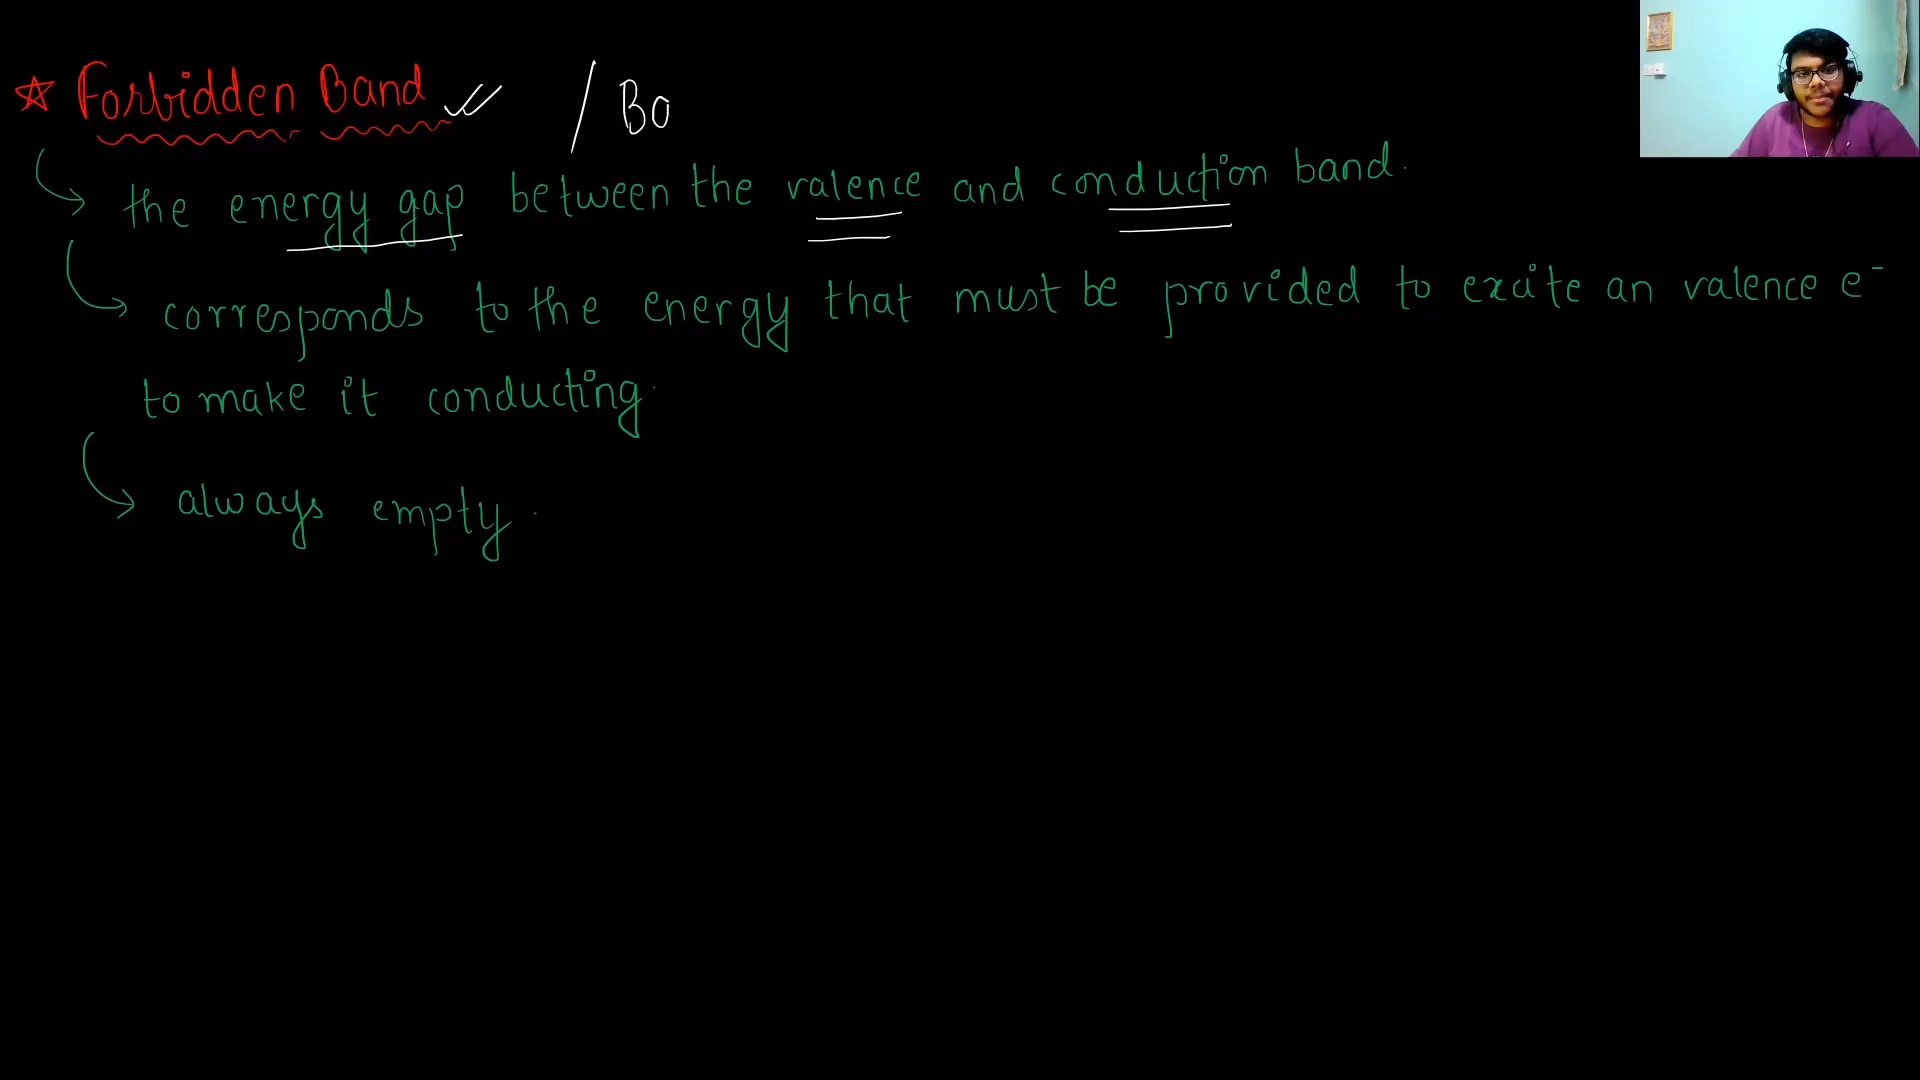 ☆ Forbidden Band / Bo
the energy gap between the valence and conduction band.
corresponds to the energy that must be provided to excite an valence e⁻
to make it conducting.
always empty.